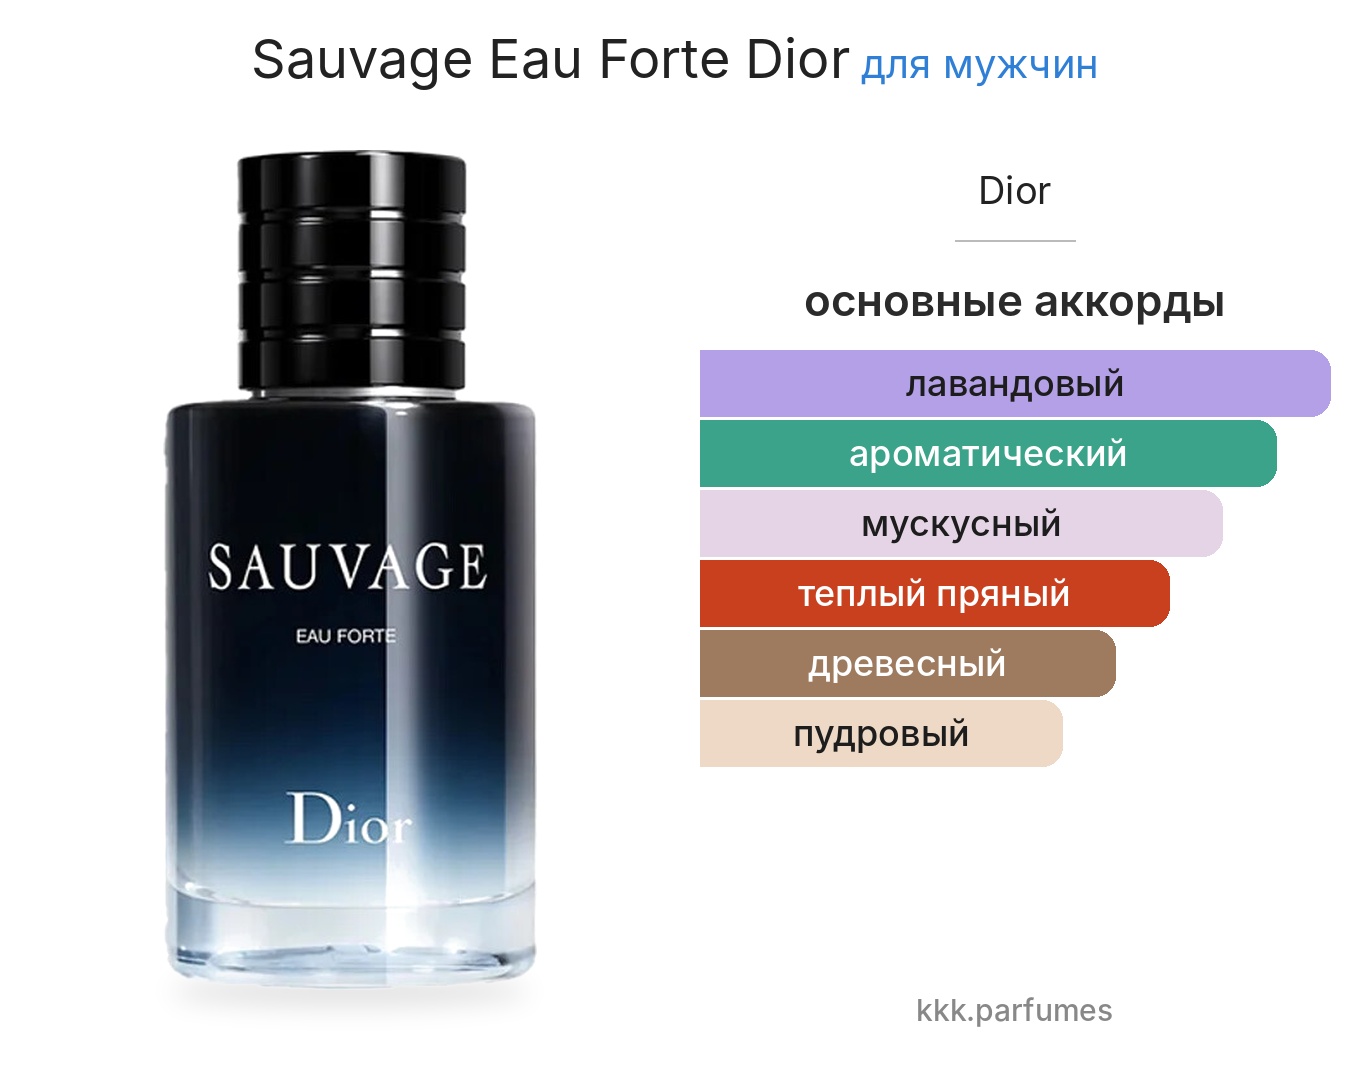 Sauvage Eau Forte Dior для мужчин
SAUVAGE
EAU FORTE
Dior
Dior
основные аккорды
лавандовый
ароматический
мускусный
теплый пряный
древесный
пудровый
kkk.parfumes